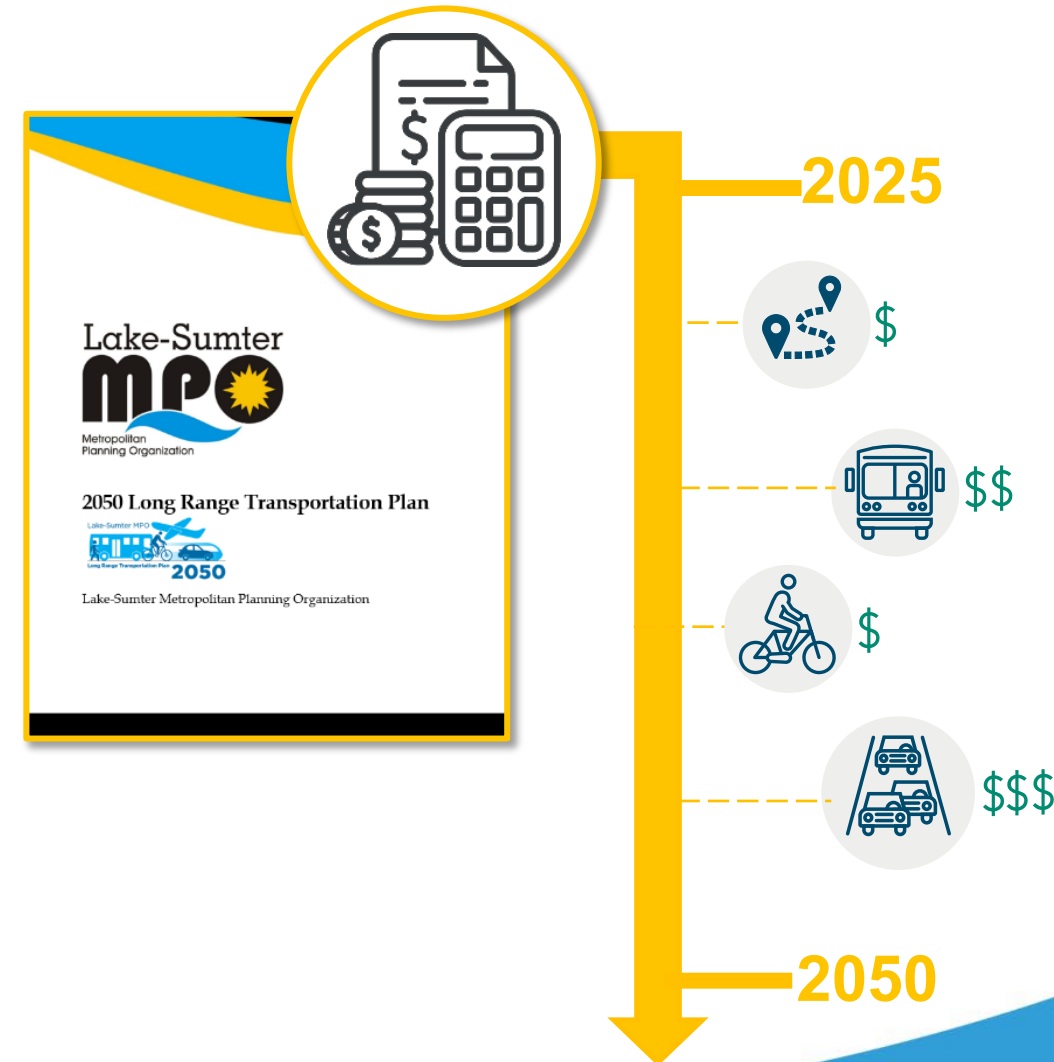 Lake-Sumter
MPO
Metropolitan
Planning Organization
2050 Long Range Transportation Plan
Lake-Sumter MPO
Long Range Transportation Plan
2050
Lake-Sumter Metropolitan Planning Organization
$
$
2025
$
$$
$
$$$
2050